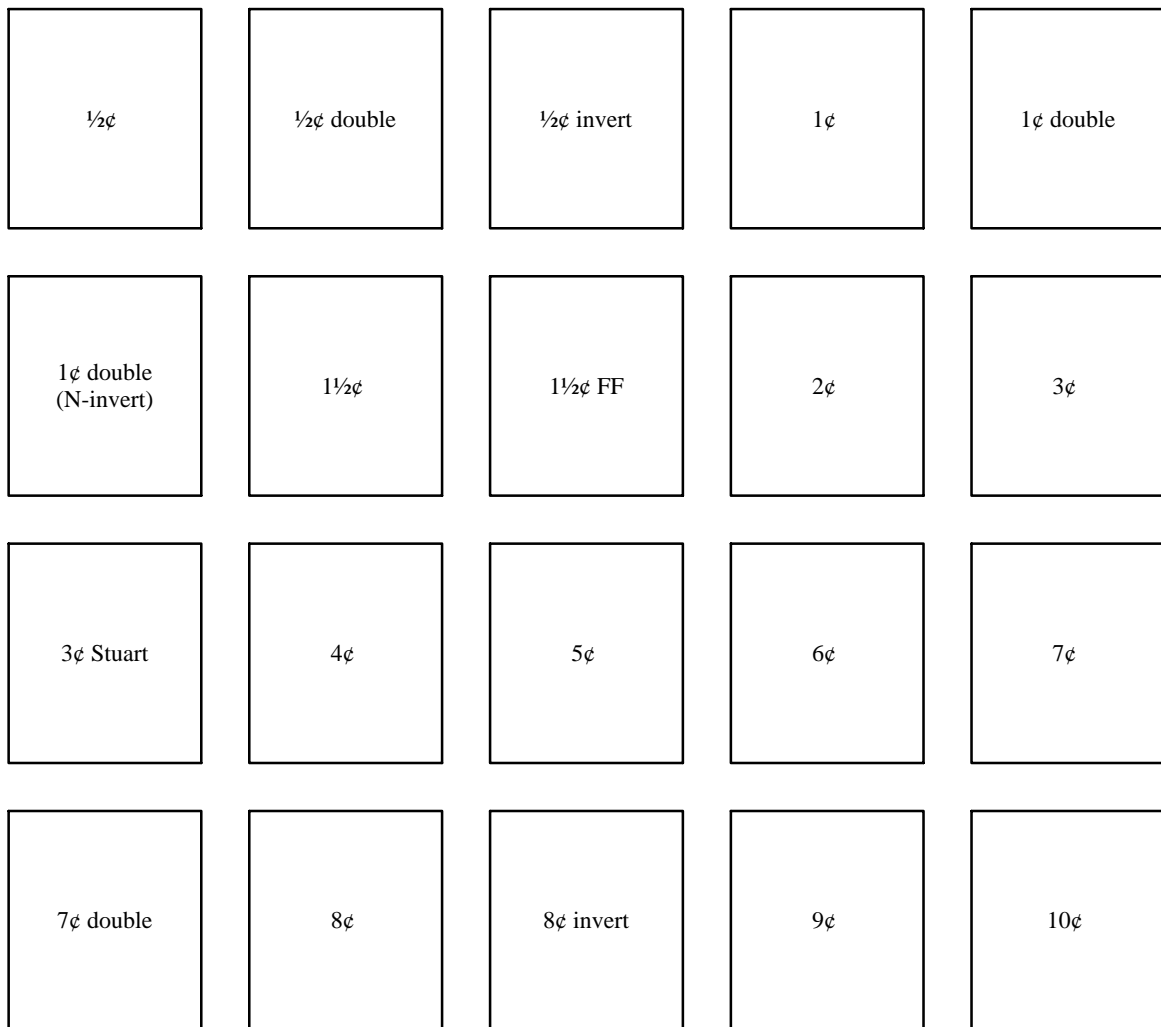 ½¢
½¢ double
½¢ invert
1¢
1¢ double
1¢ double
(N-invert)
1½¢
1½¢ FF
2¢
3¢
3¢ Stuart
4¢
5¢
6¢
7¢
7¢ double
8¢
8¢ invert
9¢
10¢